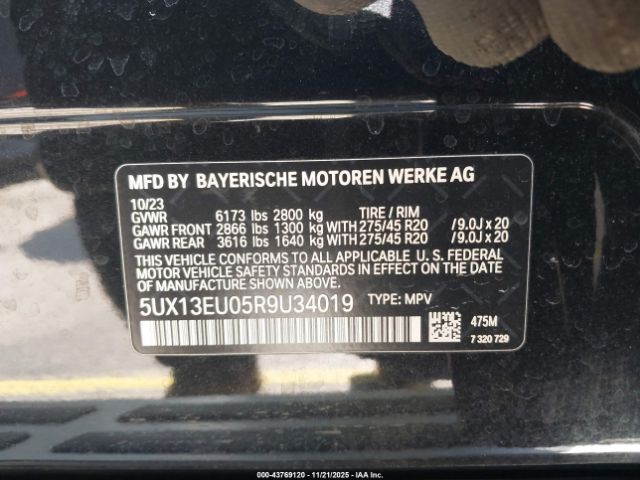 MFD BY BAYERISCHE MOTOREN WERKE AG
10/23
GVWR 6173 lbs 2800 kg TIRE / RIM
GAWR FRONT 2866 lbs 1300 kg WITH 275/45 R20 /9.0J x 20
GAWR REAR 3616 lbs 1640 kg WITH 275/45 R20 /9.0J x 20
THIS VEHICLE CONFORMS TO ALL APPLICABLE U. S. FEDERAL
MOTOR VEHICLE SAFETY STANDARDS IN EFFECT ON THE DATE
OF MANUFACTURE SHOWN ABOVE.
5UX13EU05R9U34019 TYPE: MPV
475M
7 320 729
© 0-43769120 - 11/21/2025 - IAAHC